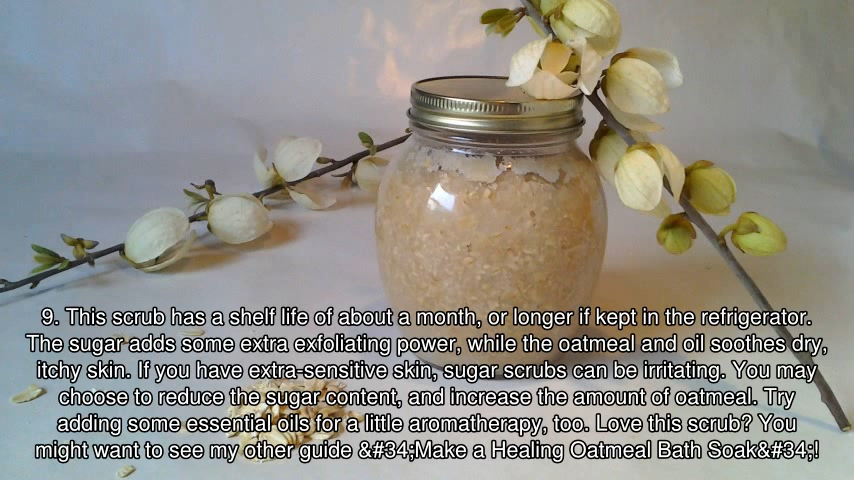 9. This scrub has a shelf life of about a month, or longer if kept in the refrigerator.
The sugar adds some extra exfoliating power, while the oatmeal and oil soothes dry,
itchy skin. If you have extra-sensitive skin, sugar scrubs can be irritating. You may
choose to reduce the sugar content, and increase the amount of oatmeal. Try
adding some essential oils for a little aromatherapy, too. Love this scrub? You
might want to see my other guide &#34;Make a Healing Oatmeal Bath Soak&#34;!